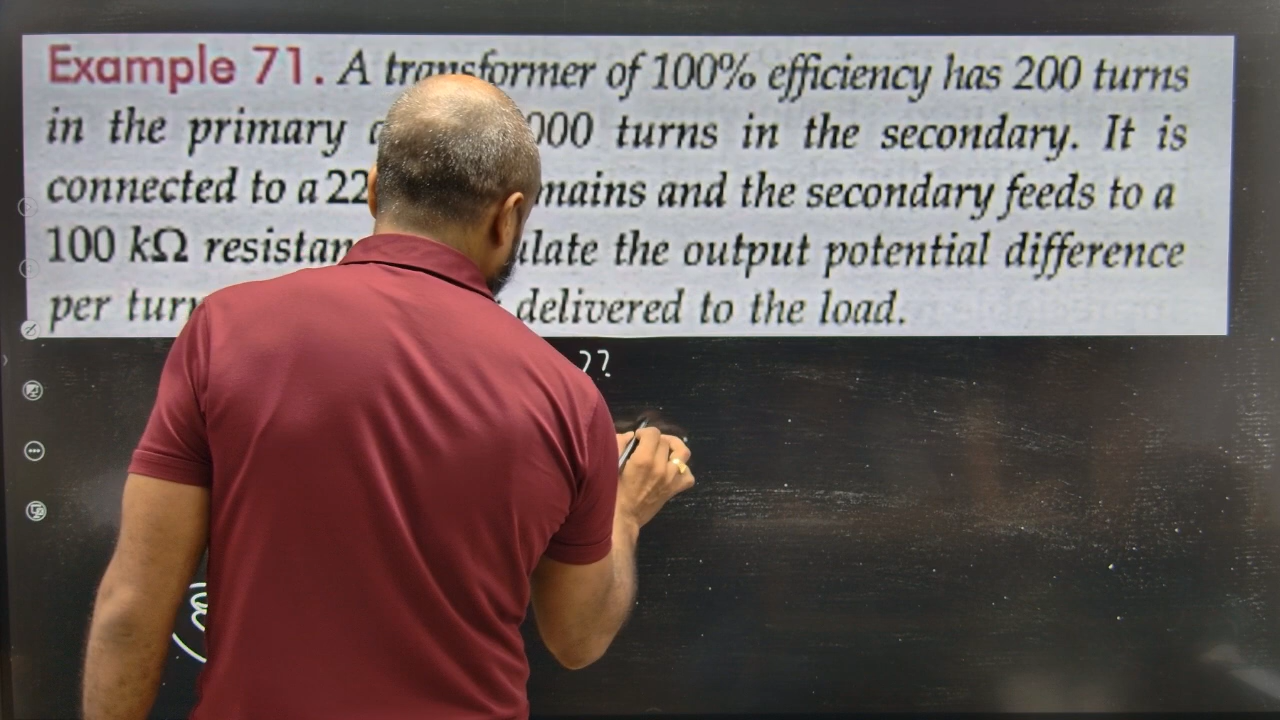 Example 71. A transformer of 100% efficiency has 200 turns
in the primary 000 turns in the secondary. It is
connected to a 22 mains and the secondary feeds to a
100 kΩ resistan ulate the output potential difference
per turn delivered to the load.
??